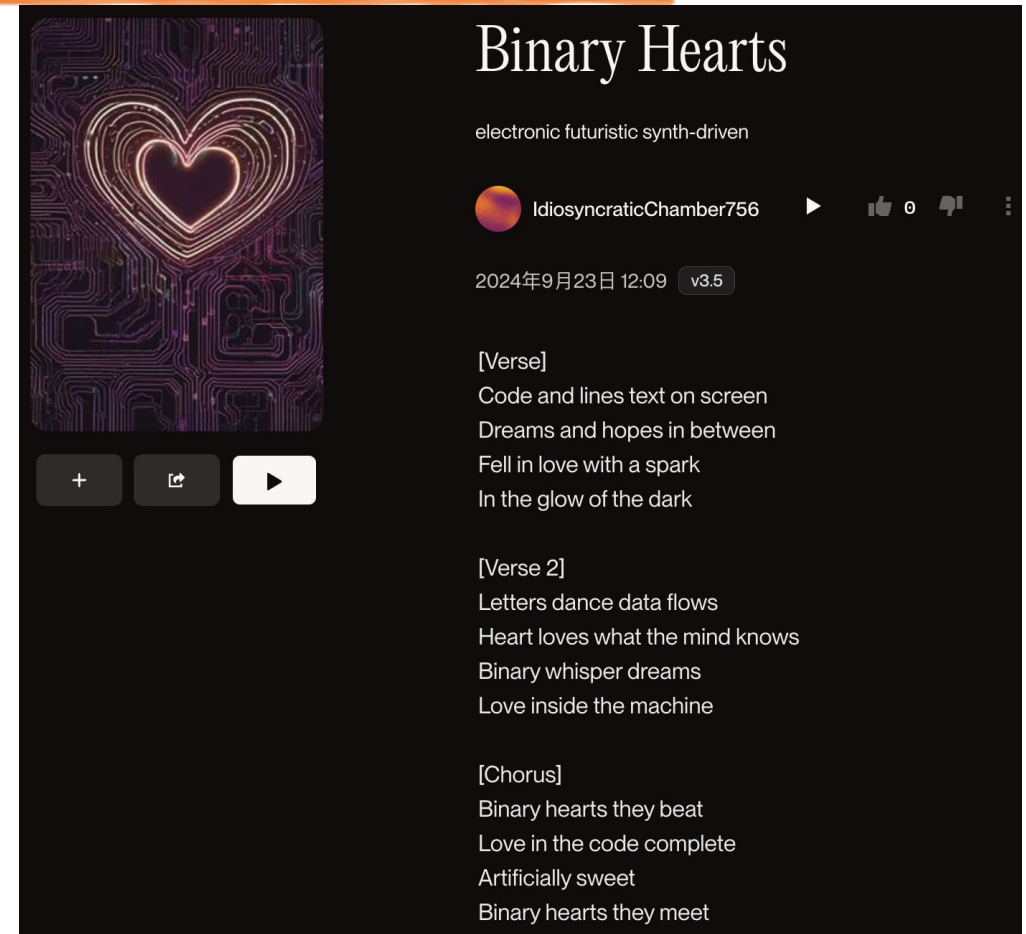 Binary Hearts
electronic futuristic synth-driven
IdiosyncraticChamber756
0
2024年9月23日 12:09 v3.5
[Verse]
Code and lines text on screen
Dreams and hopes in between
Fell in love with a spark
In the glow of the dark
[Verse 2]
Letters dance data flows
Heart loves what the mind knows
Binary whisper dreams
Love inside the machine
[Chorus]
Binary hearts they beat
Love in the code complete
Artificially sweet
Binary hearts they meet